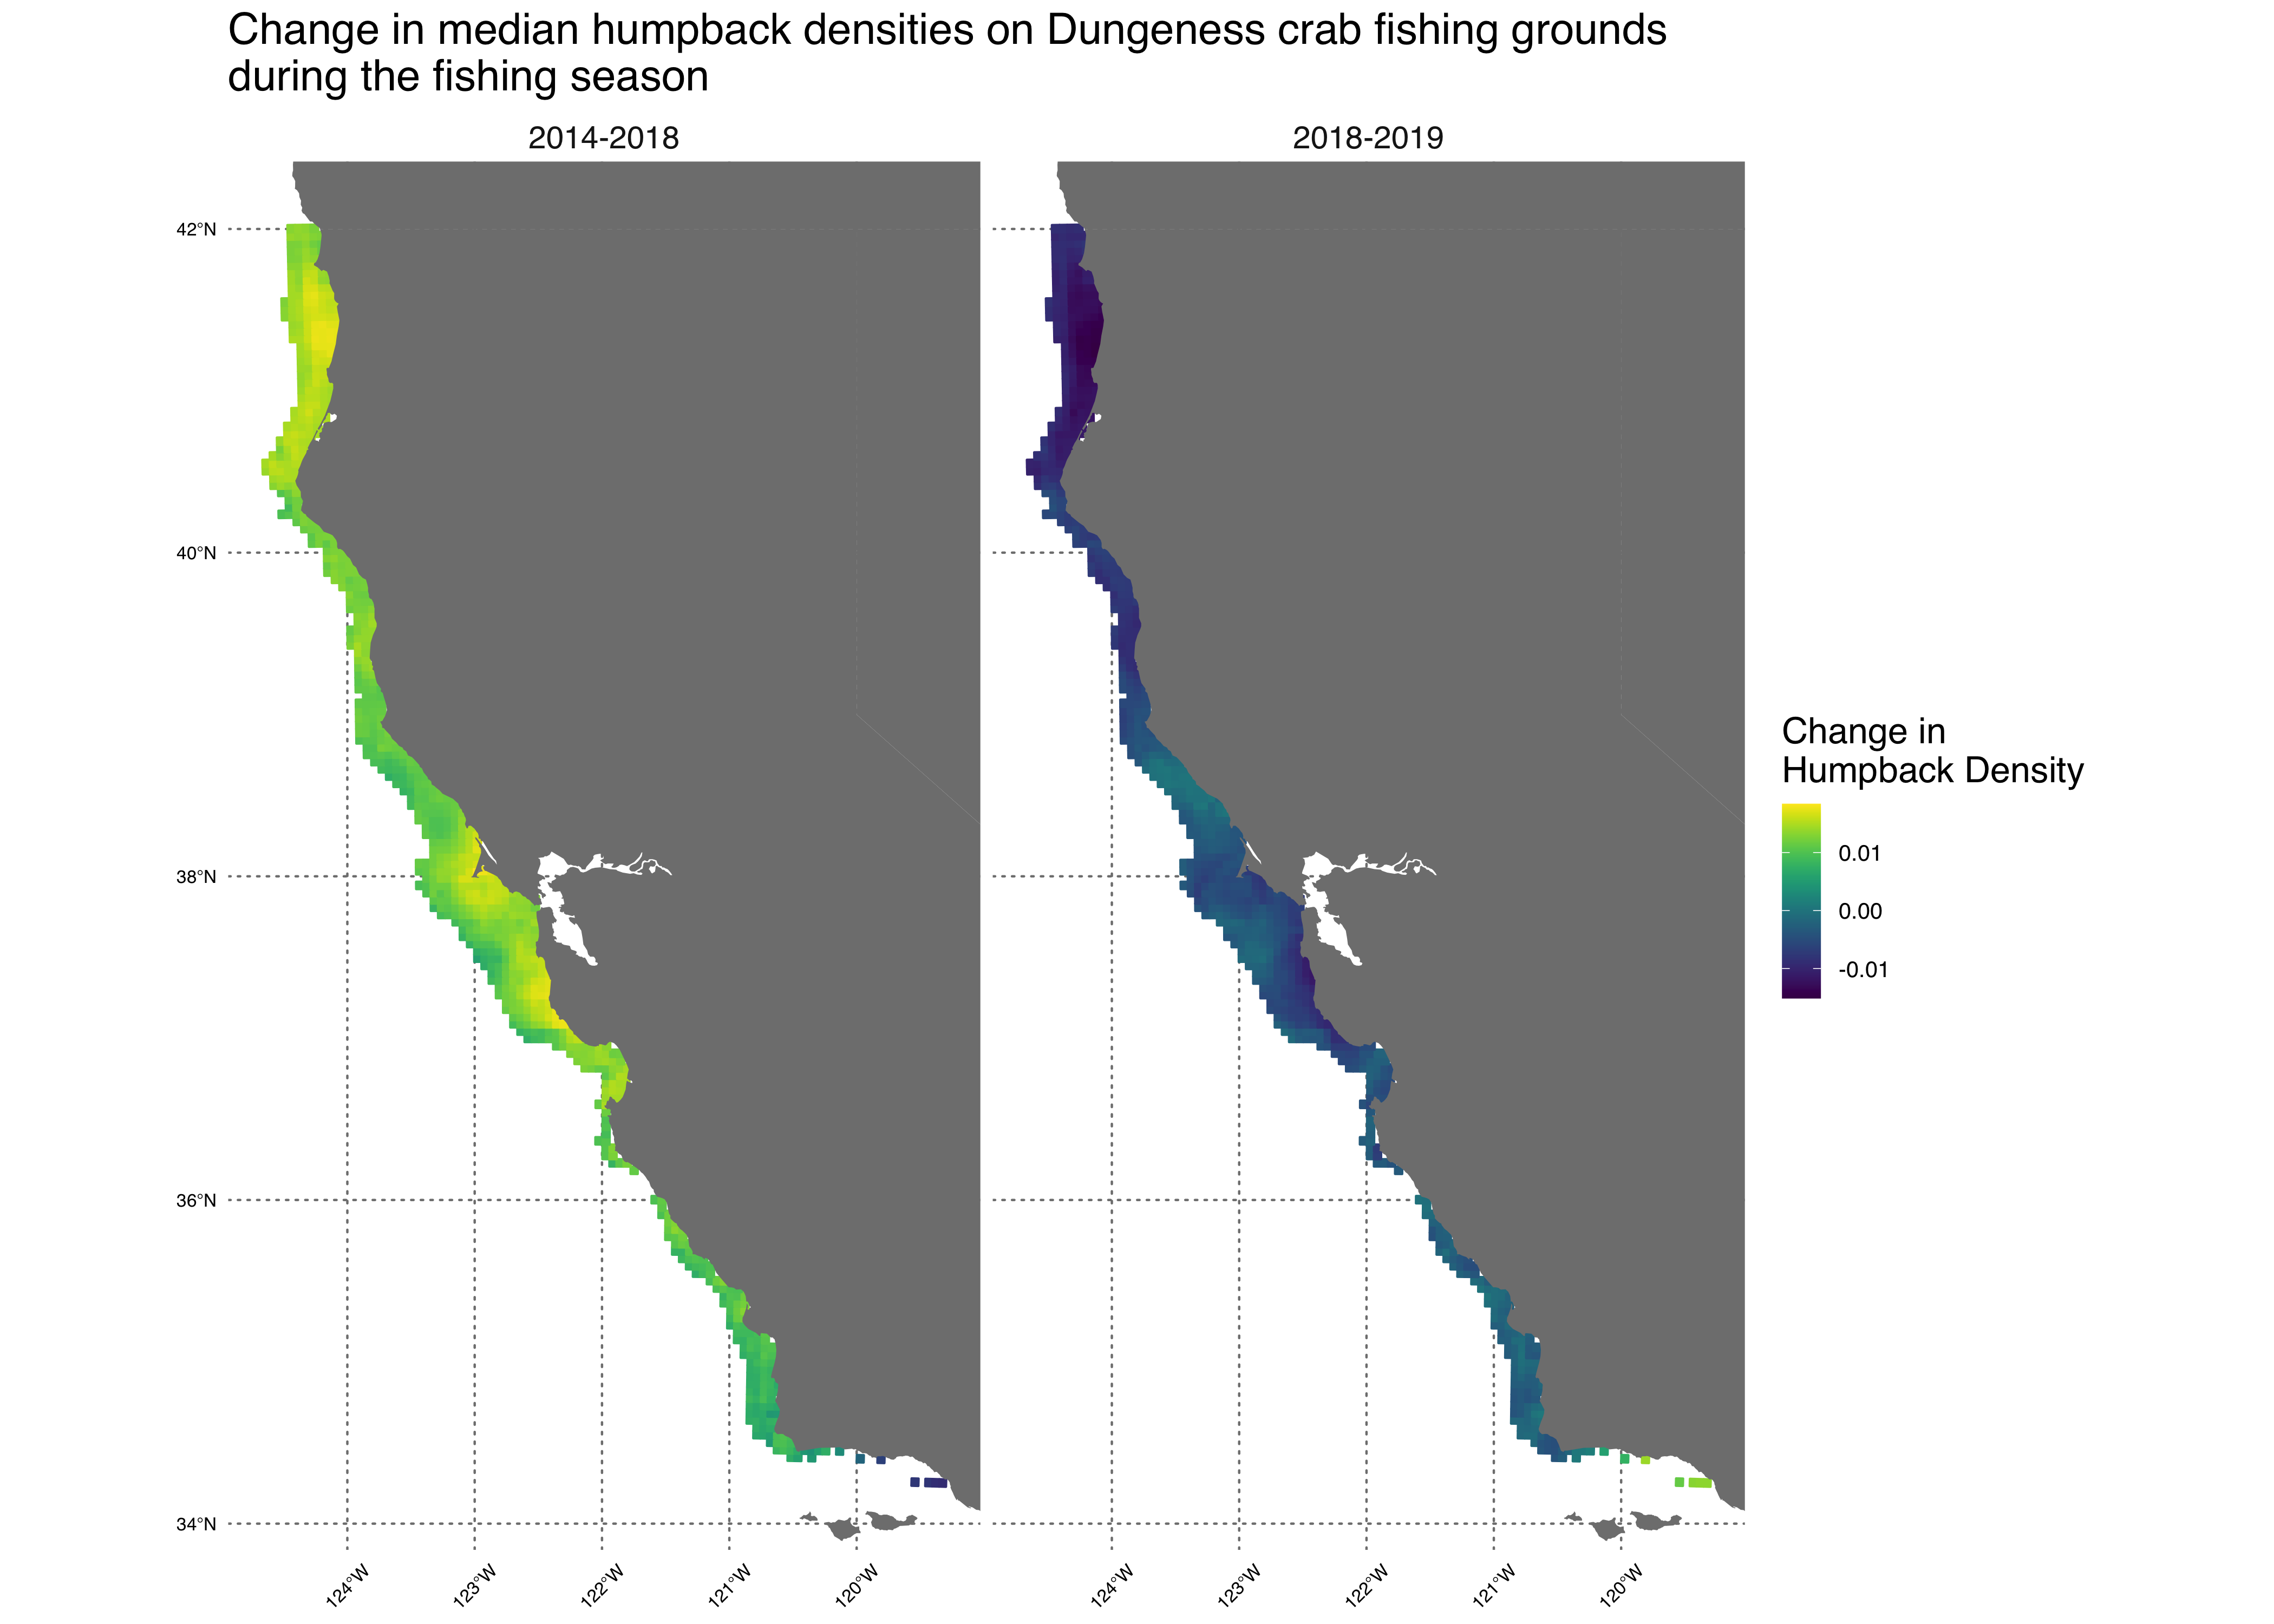 Change in median humpback densities on Dungeness crab fishing grounds
during the fishing season
2014-2018
2018-2019
42°N
40°N
38°N
36°N
34°N
124°W
123°W
122°W
121°W
120°W
124°W
123°W
122°W
121°W
120°W
Change in
Humpback Density
0.01
0.00
-0.01